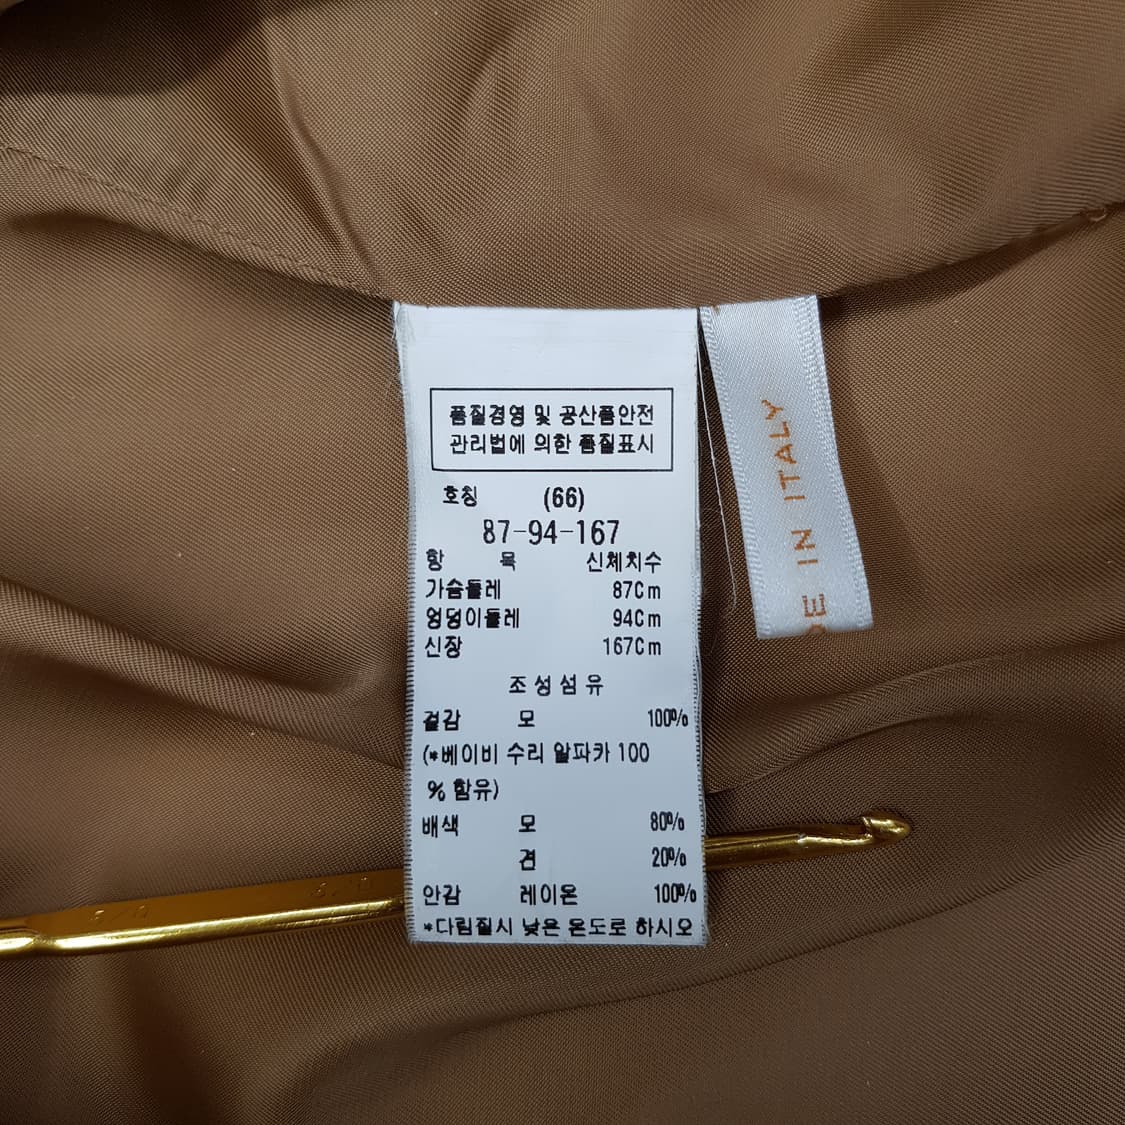 품질경영 및 공산품안전
관리법에 의한 품질표시
호칭 (66)
87-94-167
항 목 신체치수
가슴둘레 87Cm
엉덩이둘레 94Cm
신장 167Cm
조성섬유
겉감 모 100%
(*베이비 수리 알파카 100
% 함유)
배색 모 80%
견 20%
안감 레이온 100%
*다림질시 낮은 온도로 하시오
DE IN ITALY